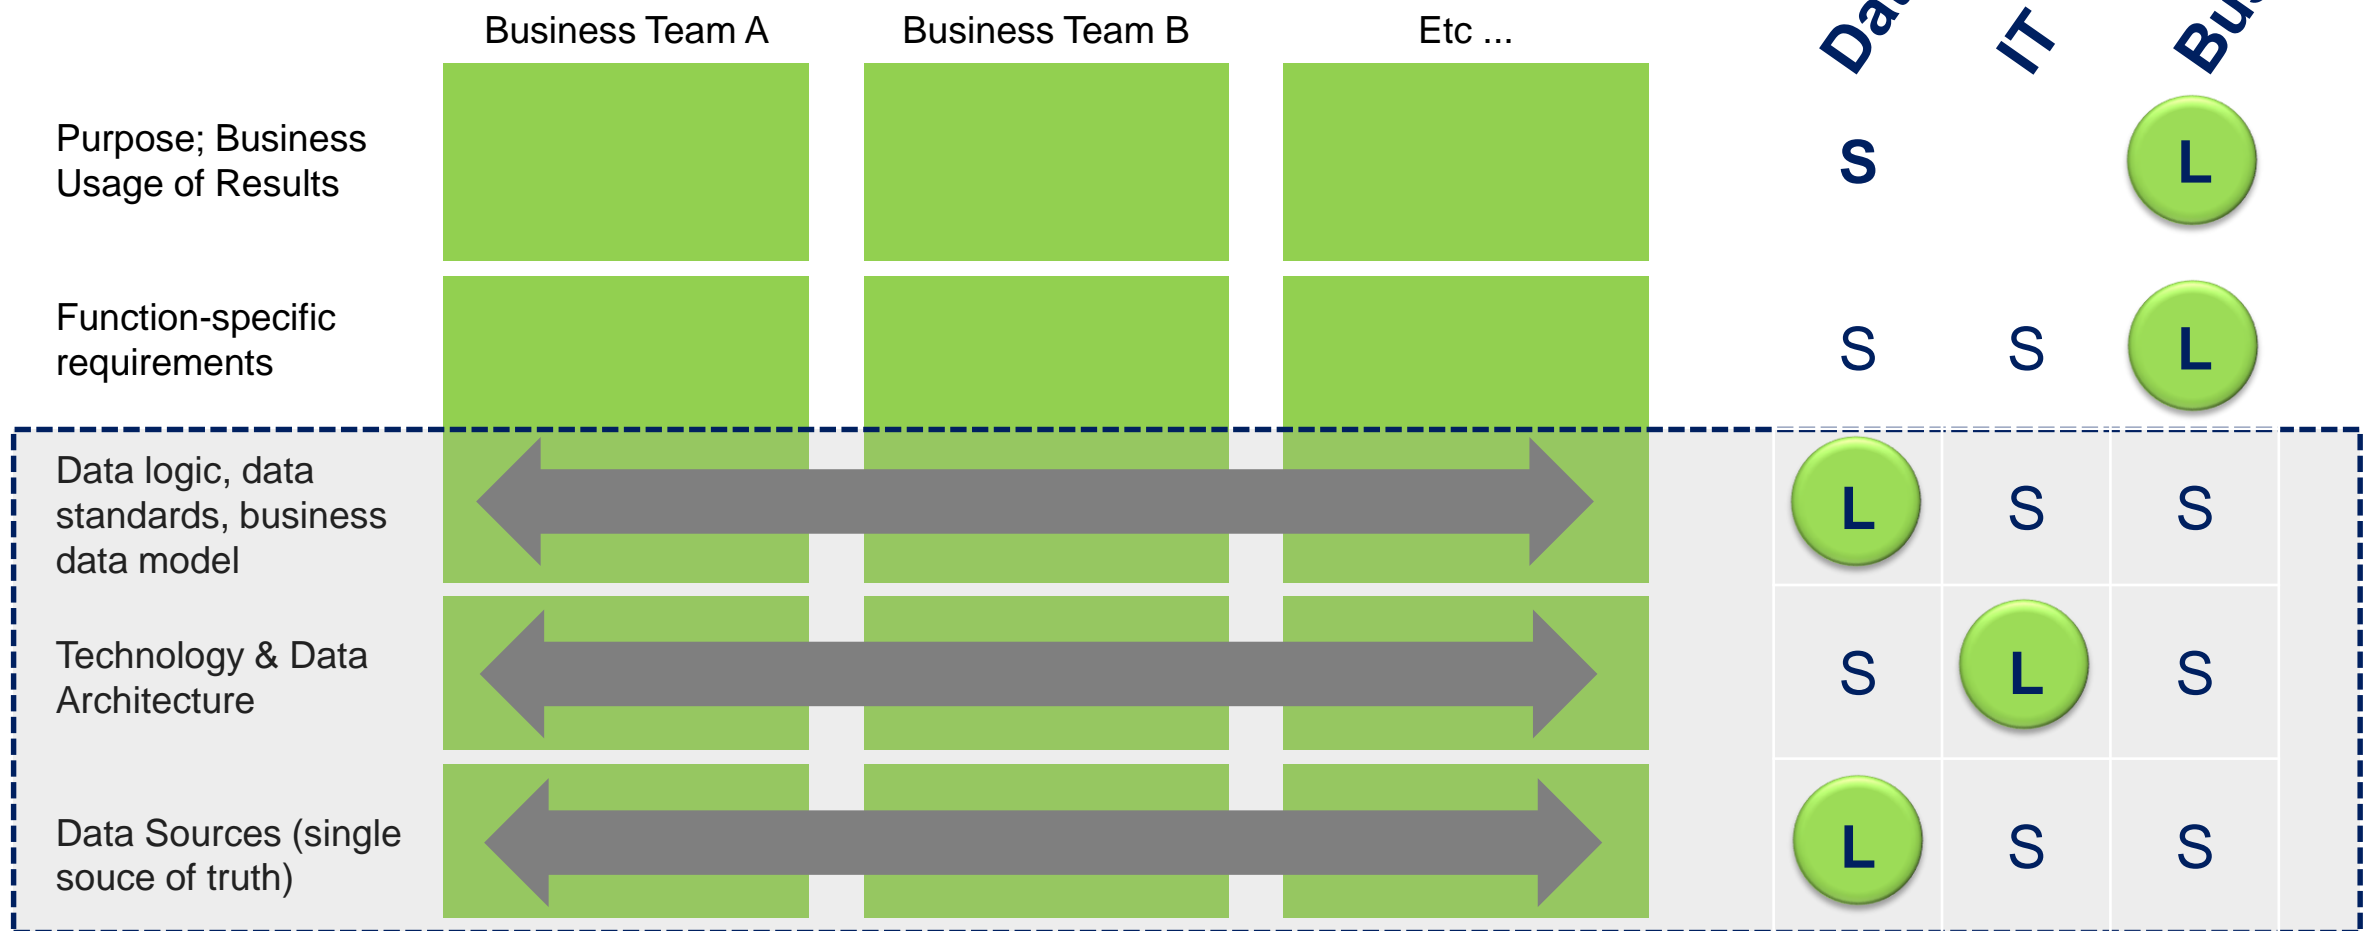 Business Team A
Business Team B
Etc ...
IT
Purpose; Business
Usage of Results
S
L
Function-specific
requirements
S
S
L
Data logic, data
standards, business
data model
L
S
S
Technology & Data
Architecture
S
L
S
Data Sources (single
souce of truth)
L
S
S